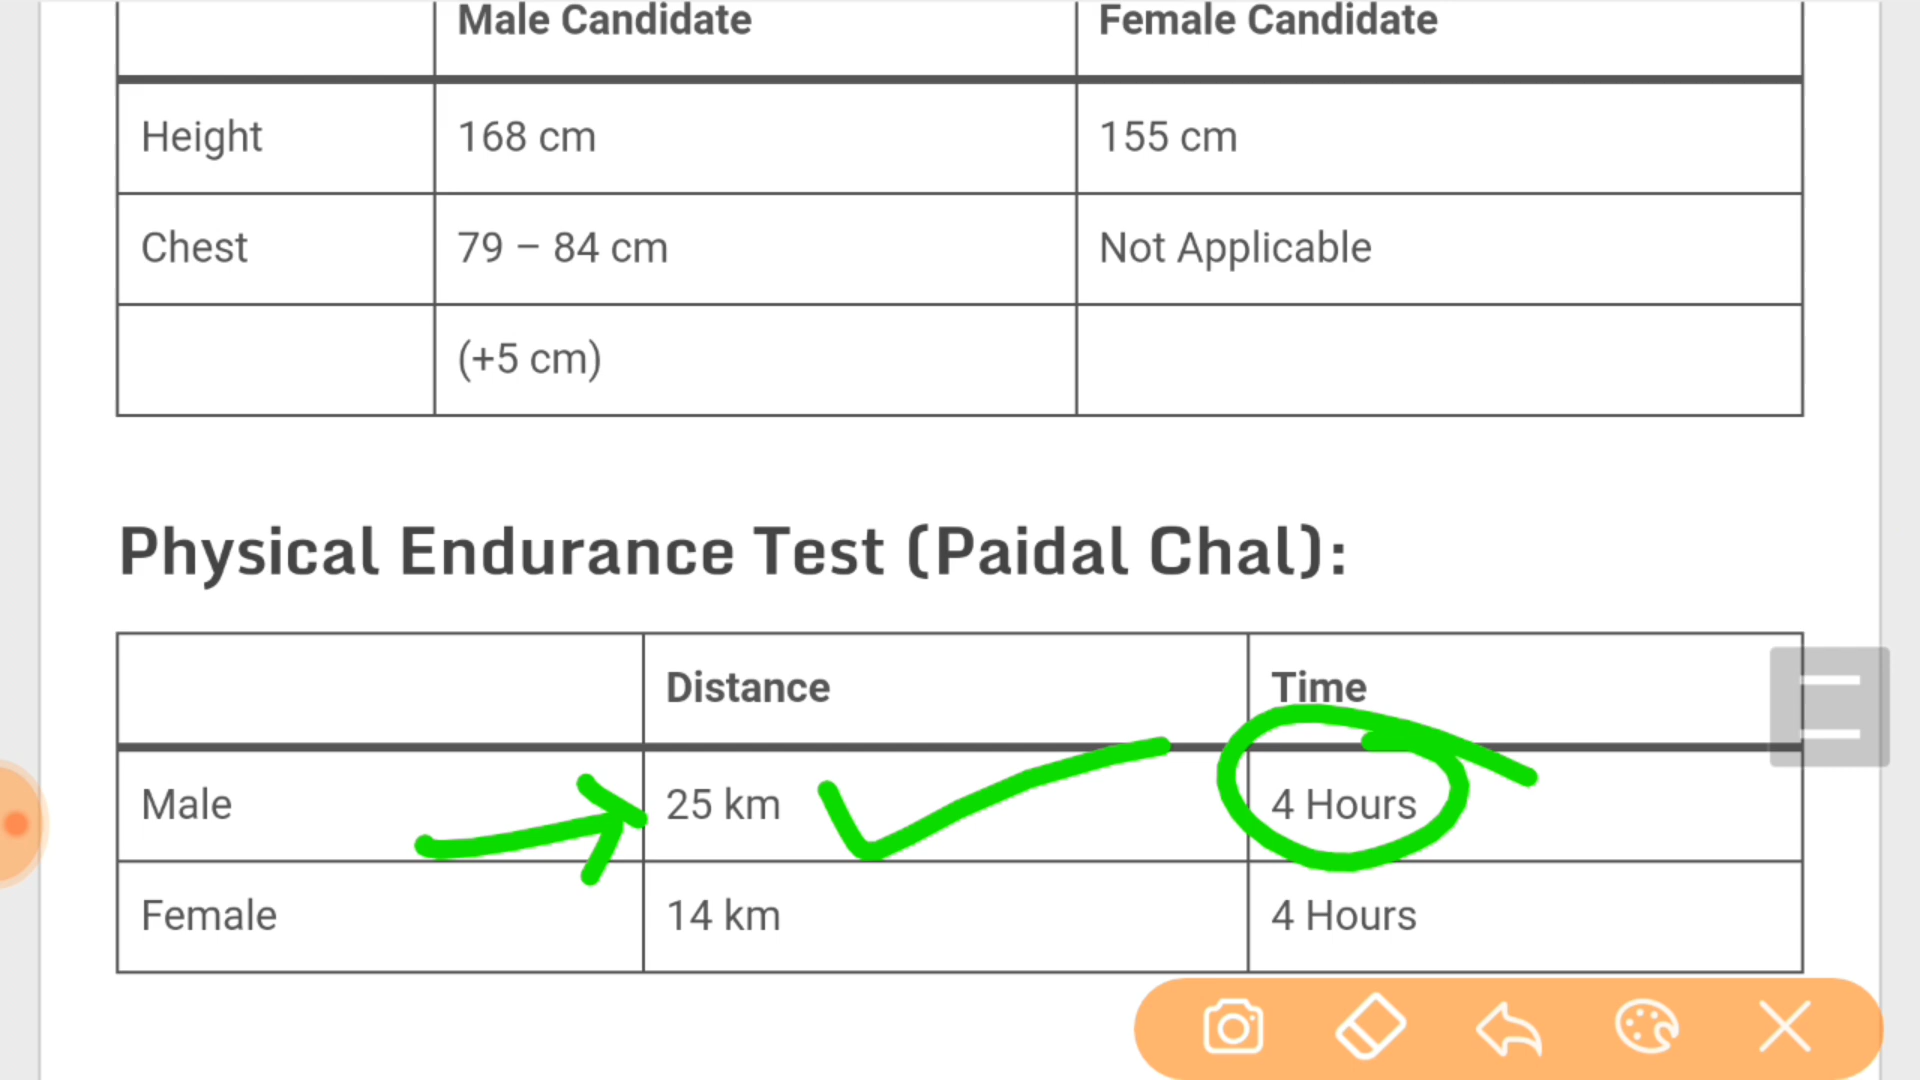 Male Candidate Female Candidate
Height 168 cm 155 cm
Chest 79 – 84 cm Not Applicable
(+5 cm)
Physical Endurance Test (Paidal Chal):
Distance Time
Male 25 km 4 Hours
Female 14 km 4 Hours